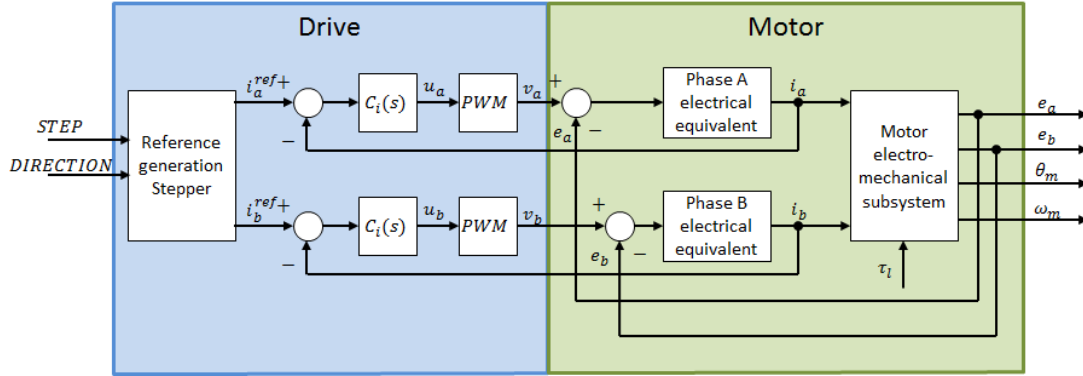 Drive
Motor
STEP
DIRECTION
Reference
generation
Stepper
i_a^{ref}
+
−
C_i(s)
u_a
PWM
v_a
+
e_a
−
Phase A
electrical
equivalent
i_a
i_b^{ref}
+
−
C_i(s)
u_b
PWM
v_b
+
e_b
−
Phase B
electrical
equivalent
i_b
Motor
electro-
mechanical
subsystem
τ_l
e_a
e_b
θ_m
ω_m